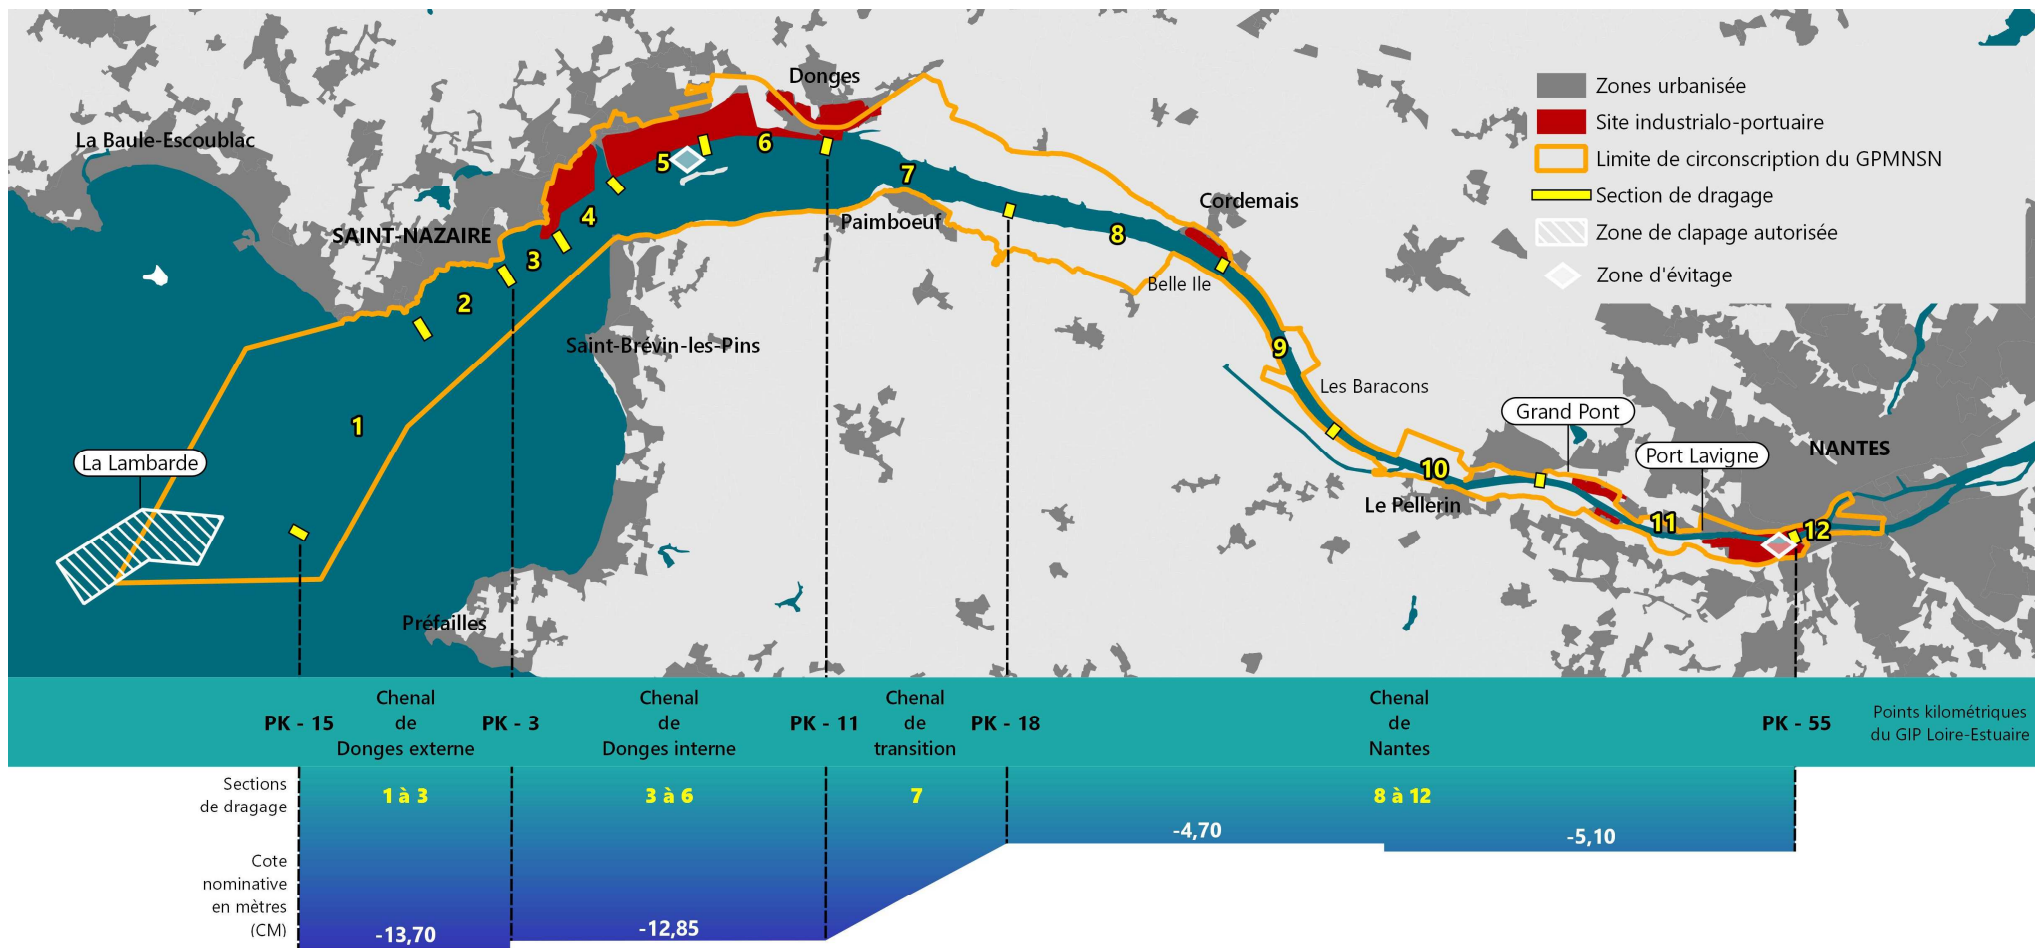 Donges
La Baule-Escoublac
SAINT-NAZAIRE
Paimboeuf
Cordemais
Belle Ile
Saint-Brévin-les-Pins
Les Baracons
Grand Pont
Port Lavigne
NANTES
La Lambarde
Le Pellerin
Préfailles
1
2
3
4
5
6
7
8
9
10
11
12
Zones urbanisée
Site industrialo-portuaire
Limite de circonscription du GPMNSN
Section de dragage
Zone de clapage autorisée
Zone d'évitage
PK - 15
Chenal
de
Donges externe
PK - 3
Chenal
de
Donges interne
PK - 11
Chenal
de
transition
PK - 18
Chenal
de
Nantes
PK - 55
Points kilométriques
du GIP Loire-Estuaire
Sections
de dragage
1 à 3
3 à 6
7
8 à 12
Cote
nominative
en mètres
(CM)
-13,70
-12,85
-4,70
-5,10